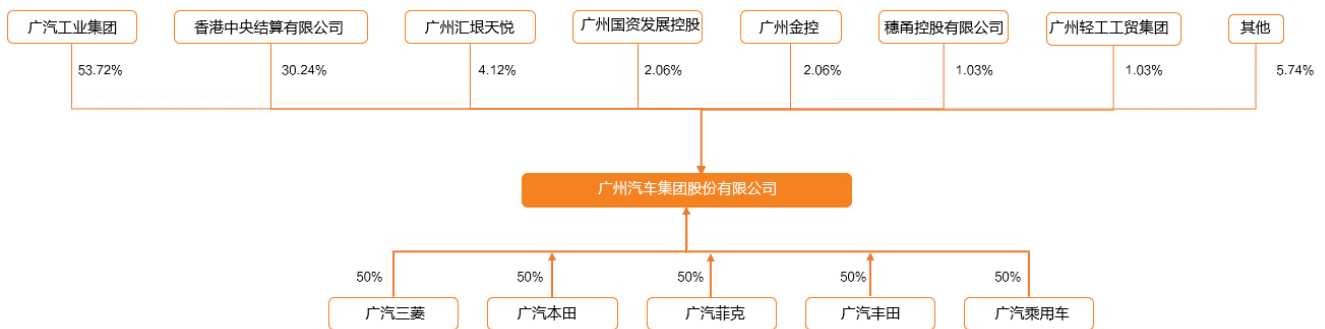 广汽工业集团
香港中央结算有限公司
广州汇垠天悦
广州国资发展控股
广州金控
穗甬控股有限公司
广州轻工工贸集团
其他
53.72%
30.24%
4.12%
2.06%
2.06%
1.03%
1.03%
5.74%
广州汽车集团股份有限公司
50%
50%
50%
50%
50%
广汽三菱
广汽本田
广汽菲克
广汽丰田
广汽乘用车